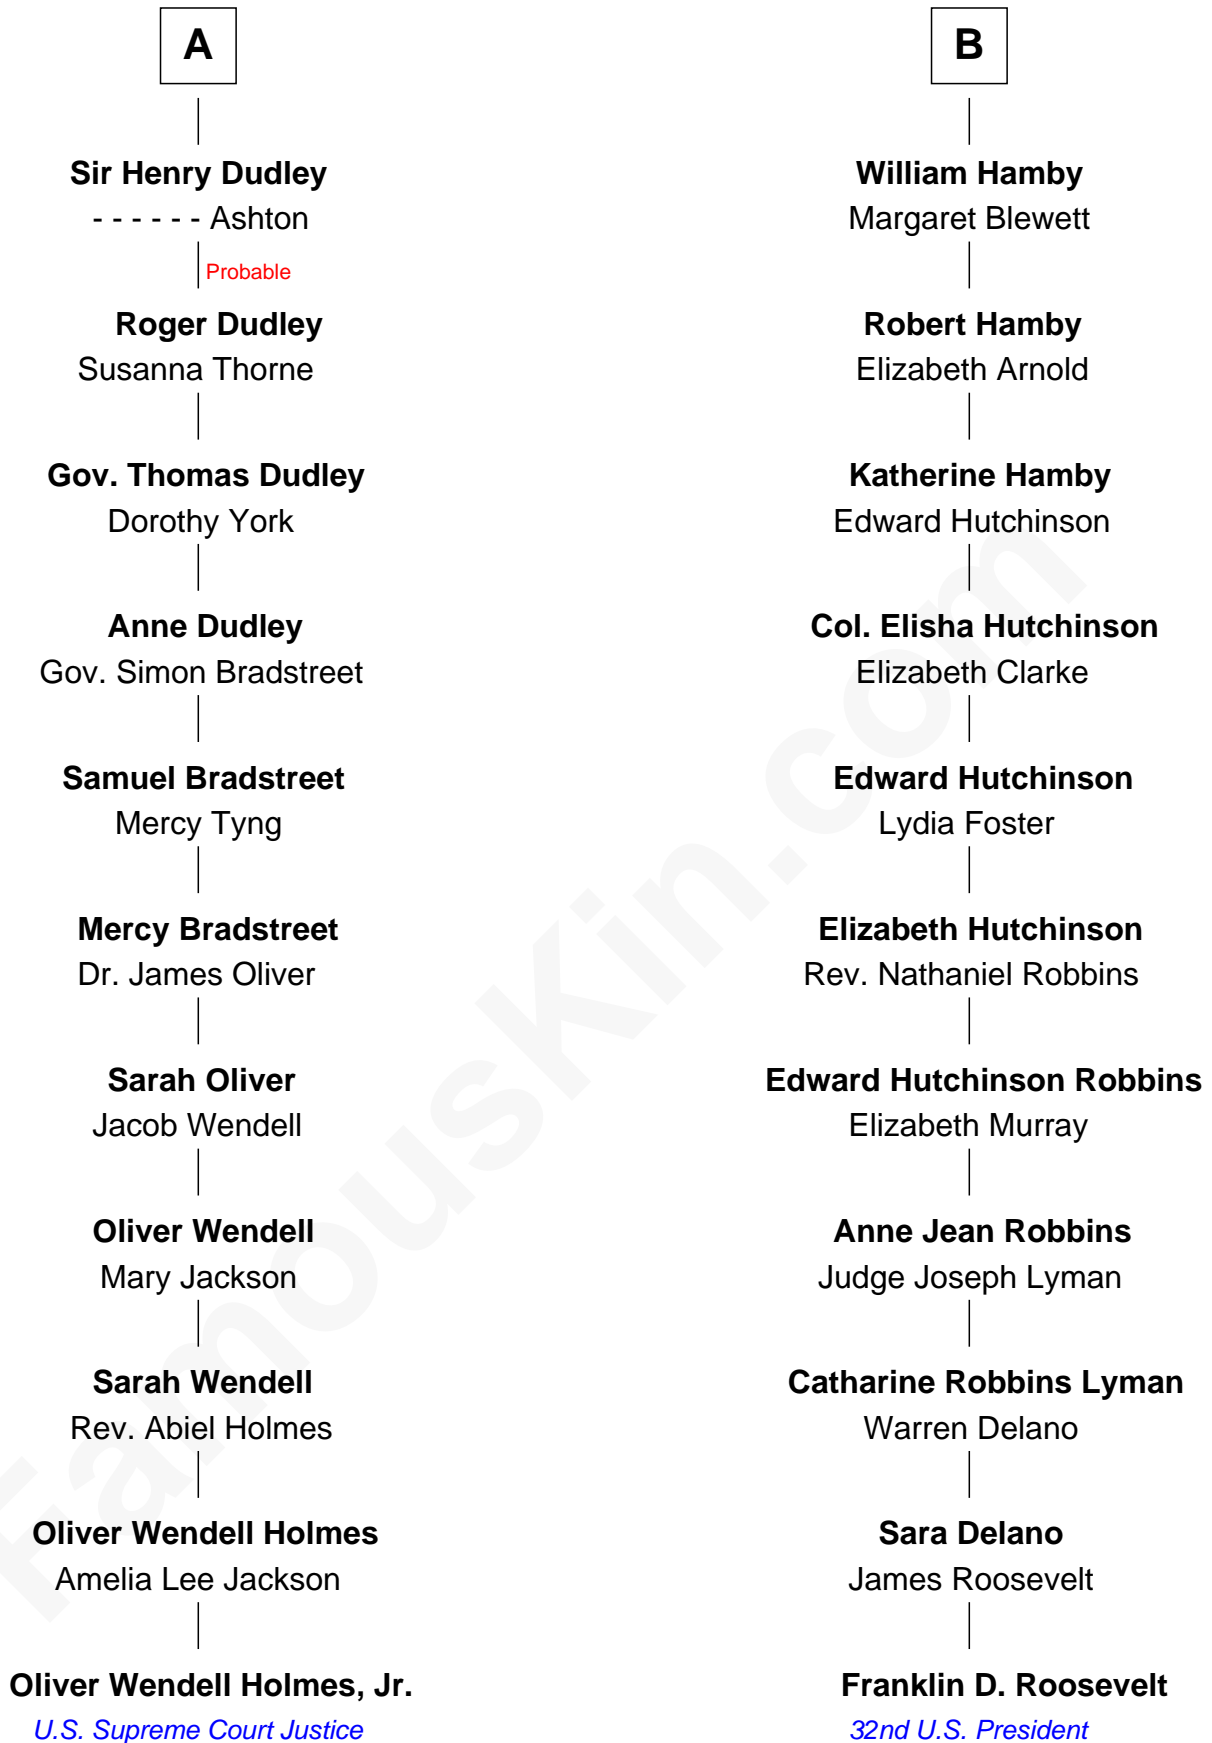 A
Sir Henry Dudley
- - - - - - Ashton
Probable
Roger Dudley
Susanna Thorne
Gov. Thomas Dudley
Dorothy York
Anne Dudley
Gov. Simon Bradstreet
Samuel Bradstreet
Mercy Tyng
Mercy Bradstreet
Dr. James Oliver
Sarah Oliver
Jacob Wendell
Oliver Wendell
Mary Jackson
Sarah Wendell
Rev. Abiel Holmes
Oliver Wendell Holmes
Amelia Lee Jackson
Oliver Wendell Holmes, Jr.
U.S. Supreme Court Justice
B
William Hamby
Margaret Blewett
Robert Hamby
Elizabeth Arnold
Katherine Hamby
Edward Hutchinson
Col. Elisha Hutchinson
Elizabeth Clarke
Edward Hutchinson
Lydia Foster
Elizabeth Hutchinson
Rev. Nathaniel Robbins
Edward Hutchinson Robbins
Elizabeth Murray
Anne Jean Robbins
Judge Joseph Lyman
Catharine Robbins Lyman
Warren Delano
Sara Delano
James Roosevelt
Franklin D. Roosevelt
32nd U.S. President
FamousKin.com